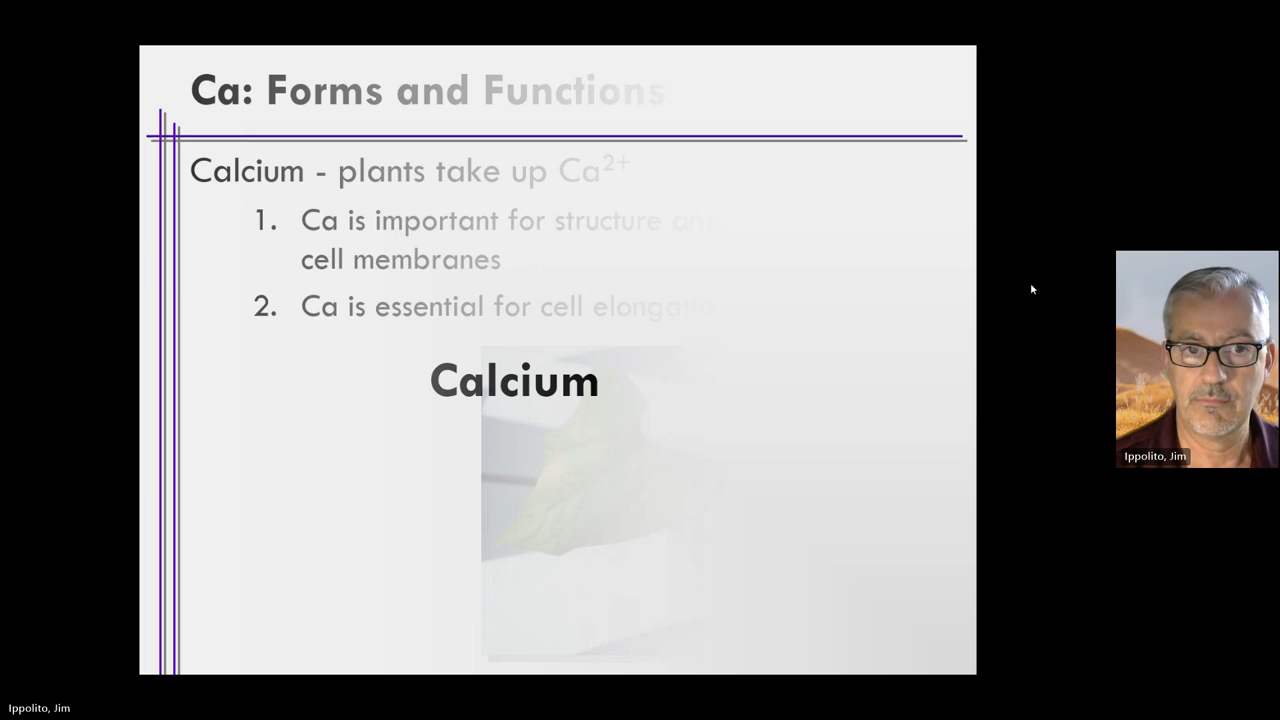 Ca: Forms and Functions
Calcium - plants take up Ca²⁺
1. Ca is important for structure and
cell membranes
2. Ca is essential for cell elongation
Calcium
Ippolito, Jim
Ippolito, Jim